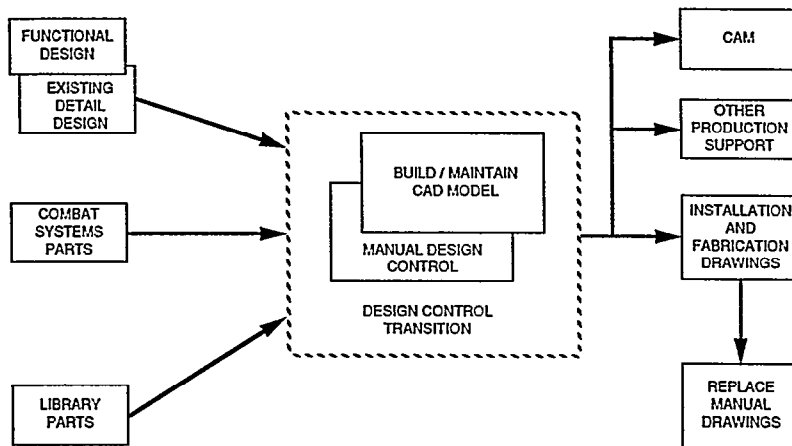 FUNCTIONAL
DESIGN
EXISTING
DETAIL
DESIGN
COMBAT
SYSTEMS
PARTS
LIBRARY
PARTS
BUILD / MAINTAIN
CAD MODEL
MANUAL DESIGN
CONTROL
DESIGN CONTROL
TRANSITION
CAM
OTHER
PRODUCTION
SUPPORT
INSTALLATION
AND
FABRICATION
DRAWINGS
REPLACE
MANUAL
DRAWINGS